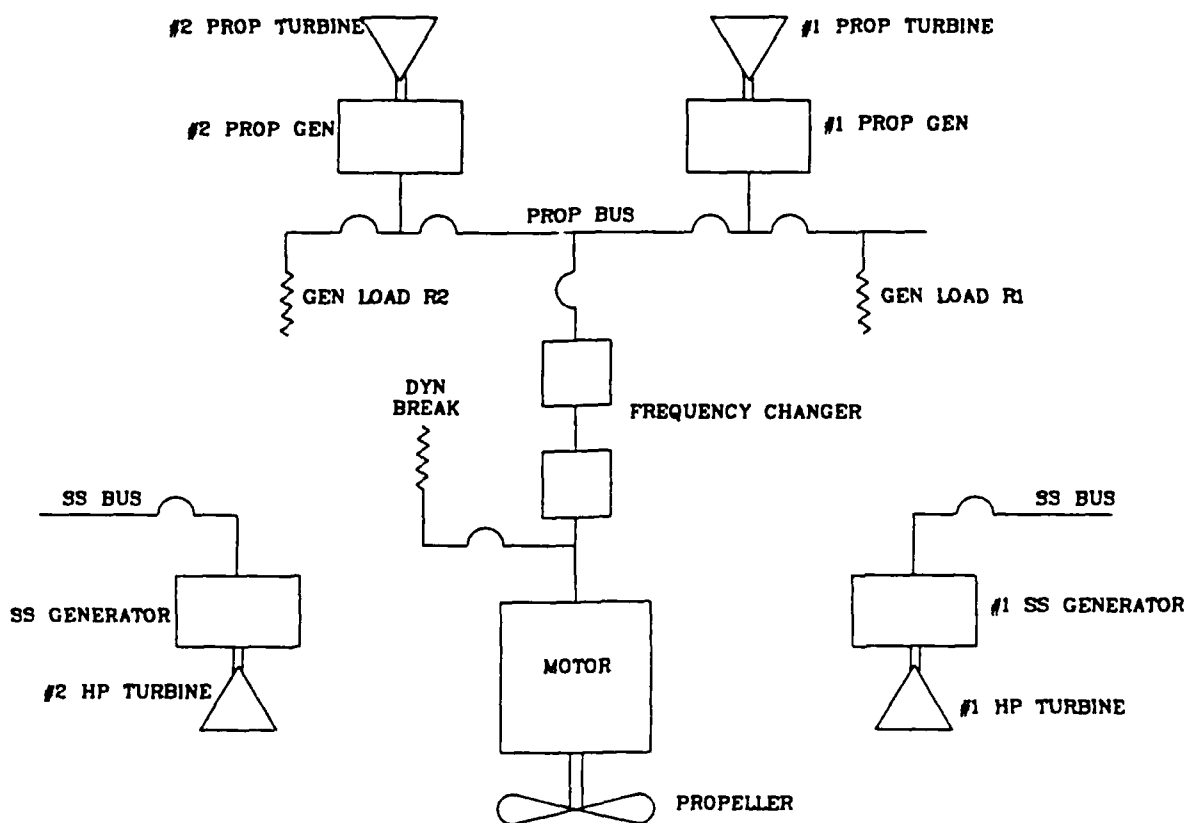 #2 PROP TURBINE
#1 PROP TURBINE
#2 PROP GEN
#1 PROP GEN
PROP BUS
GEN LOAD R2
GEN LOAD R1
DYN
BREAK
FREQUENCY CHANGER
SS BUS
SS BUS
SS GENERATOR
#1 SS GENERATOR
MOTOR
#2 HP TURBINE
#1 HP TURBINE
PROPELLER